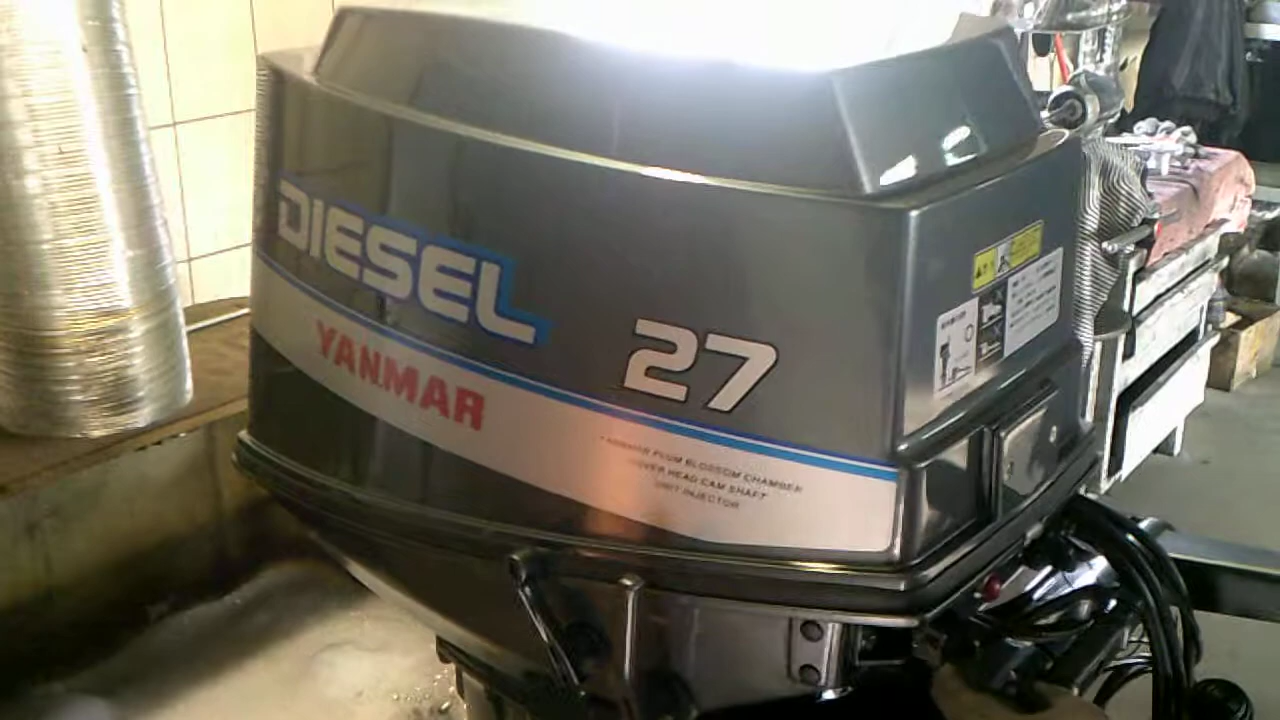 DIESEL
27
YANMAR
YANMAR PLUM BLOSSOM CHAMBER
OVER HEAD CAM SHAFT
UNIT INJECTOR